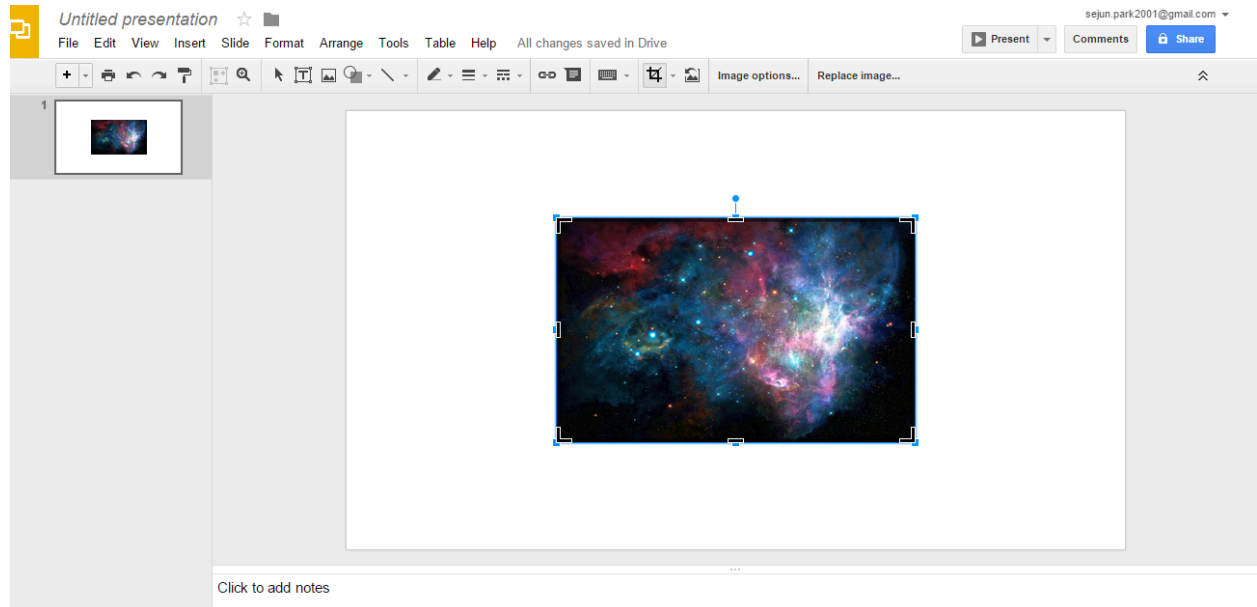 Untitled presentation
sejun.park2001@gmail.com
File Edit View Insert Slide Format Arrange Tools Table Help All changes saved in Drive
Present Comments Share
Image options... Replace image...
1
Click to add notes